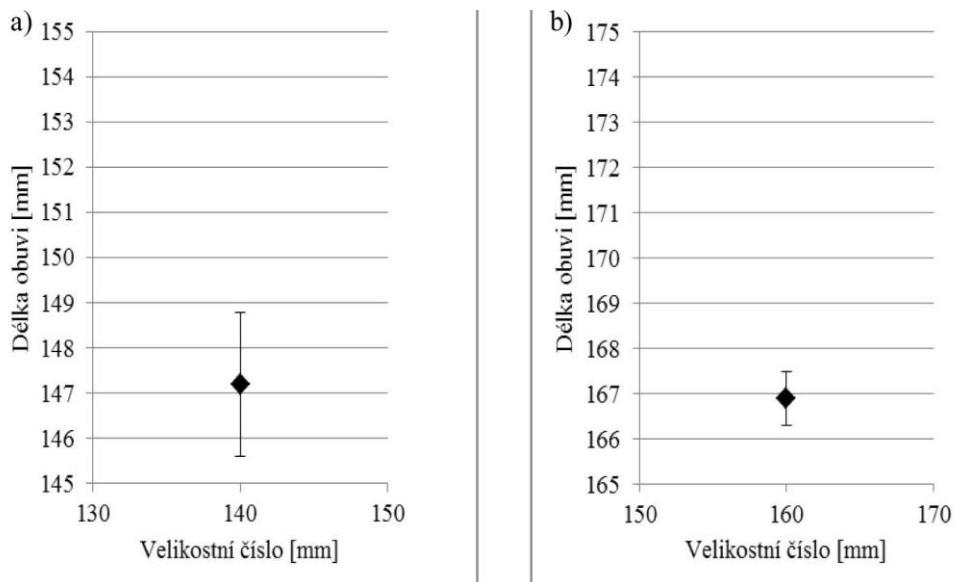 a)
155
154
153
152
151
150
149
148
147
146
145
Délka obuvi [mm]
130 140 150
Velikostní číslo [mm]
b)
175
174
173
172
171
170
169
168
167
166
165
Délka obuvi [mm]
150 160 170
Velikostní číslo [mm]